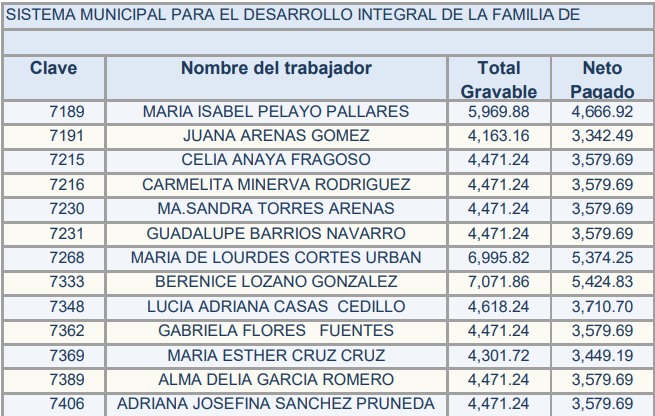 SISTEMA MUNICIPAL PARA EL DESARROLLO INTEGRAL DE LA FAMILIA DE
Clave Nombre del trabajador Total Gravable Neto Pagado
7189 MARIA ISABEL PELAYO PALLARES 5,969.88 4,666.92
7191 JUANA ARENAS GOMEZ 4,163.16 3,342.49
7215 CELIA ANAYA FRAGOSO 4,471.24 3,579.69
7216 CARMELITA MINERVA RODRIGUEZ 4,471.24 3,579.69
7230 MA.SANDRA TORRES ARENAS 4,471.24 3,579.69
7231 GUADALUPE BARRIOS NAVARRO 4,471.24 3,579.69
7268 MARIA DE LOURDES CORTES URBAN 6,995.82 5,374.25
7333 BERENICE LOZANO GONZALEZ 7,071.86 5,424.83
7348 LUCIA ADRIANA CASAS  CEDILLO 4,618.24 3,710.70
7362 GABRIELA FLORES   FUENTES 4,471.24 3,579.69
7369 MARIA ESTHER CRUZ CRUZ 4,301.72 3,449.19
7389 ALMA DELIA GARCIA ROMERO 4,471.24 3,579.69
7406 ADRIANA JOSEFINA SANCHEZ PRUNEDA 4,471.24 3,579.69